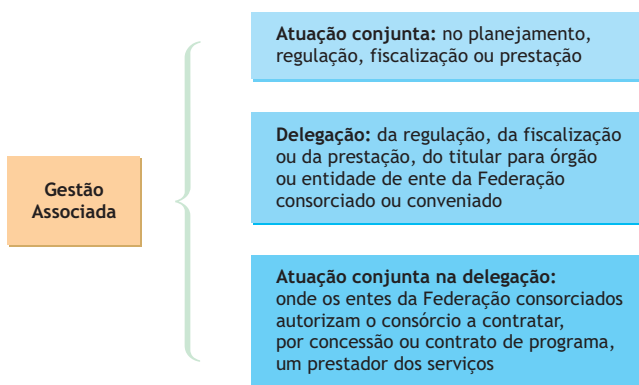 Gestão
Associada
Atuação conjunta: no planejamento,
regulação, fiscalização ou prestação
Delegação: da regulação, da fiscalização
ou da prestação, do titular para órgão
ou entidade de ente da Federação
consorciado ou conveniado
Atuação conjunta na delegação:
onde os entes da Federação consorciados
autorizam o consórcio a contratar,
por concessão ou contrato de programa,
um prestador dos serviços